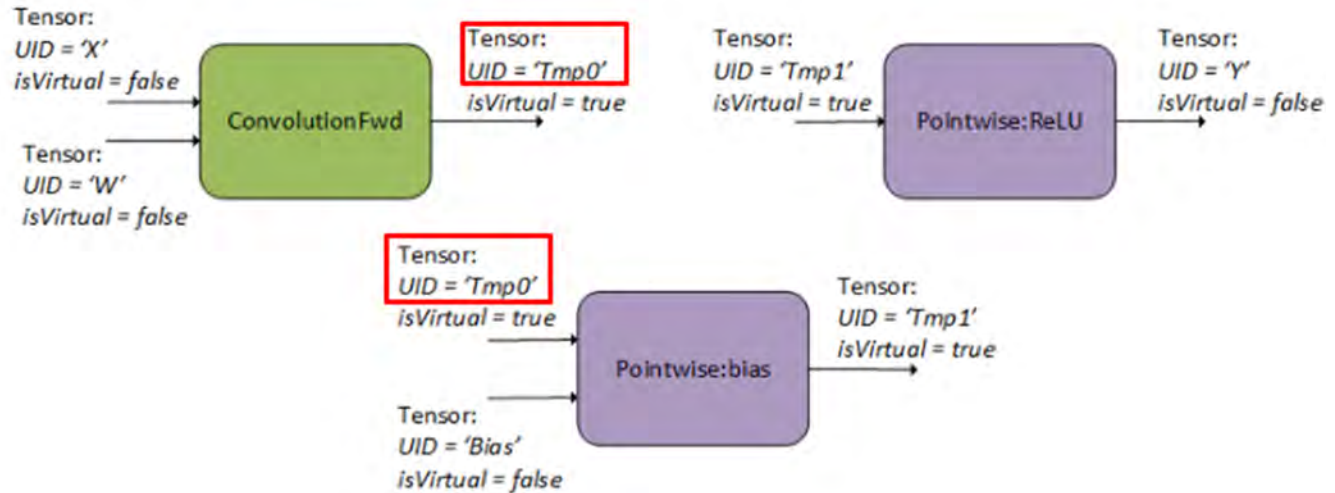 Tensor:
UID = ‘X’
isVirtual = false
Tensor:
UID = ‘W’
isVirtual = false
ConvolutionFwd
Tensor:
UID = ‘Tmp0’
isVirtual = true
Tensor:
UID = ‘Tmp1’
isVirtual = true
Pointwise:ReLU
Tensor:
UID = ‘Y’
isVirtual = false
Tensor:
UID = ‘Tmp0’
isVirtual = true
Tensor:
UID = ‘Bias’
isVirtual = false
Pointwise:bias
Tensor:
UID = ‘Tmp1’
isVirtual = true